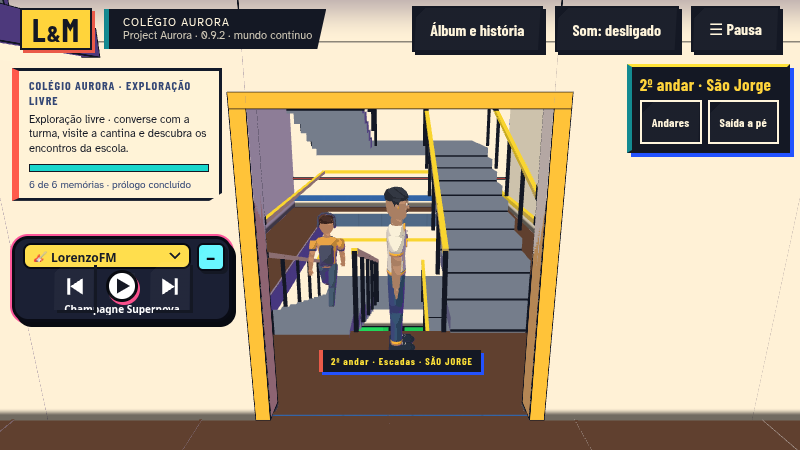 L&M
COLÉGIO AURORA
Project Aurora · 0.9.2 · mundo contínuo
Álbum e história
Som: desligado
☰ Pausa
COLÉGIO AURORA · EXPLORAÇÃO
LIVRE
Exploração livre · converse com a
turma, visite a cantina e descubra os
encontros da escola.
6 de 6 memórias · prólogo concluído
2º andar · São Jorge
Andares
Saída a pé
🎸 LorenzoFM
–
Champagne Supernova
2º andar · Escadas · SÃO JORGE